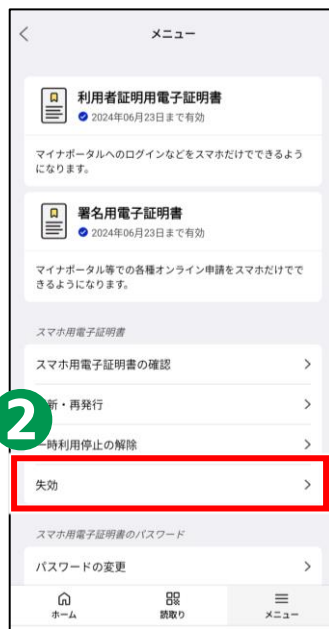 メニュー
利用者証明用電子証明書
2024年06月23日まで有効
マイナポータルへのログインなどをスマホだけでできるよう
になります。
署名用電子証明書
2024年06月23日まで有効
マイナポータル等での各種オンライン申請をスマホだけでで
きるようになります。
スマホ用電子証明書
スマホ用電子証明書の確認
新・再発行
2
一時利用停止の解除
失効
スマホ用電子証明書のパスワード
パスワードの変更
ホーム
読取り
メニュー